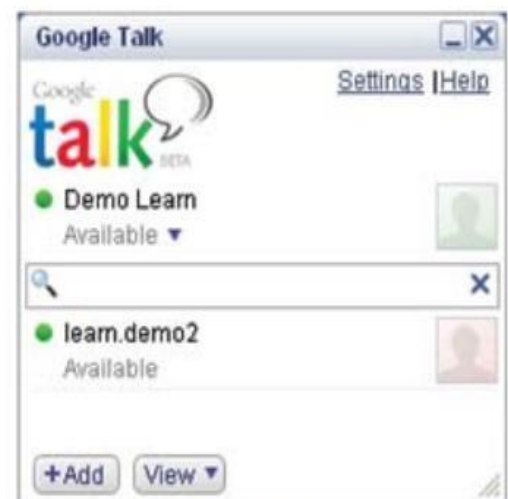 Google Talk
Settings | Help
Google
talk
BETA
Demo Learn
Available
learn.demo2
Available
+Add View